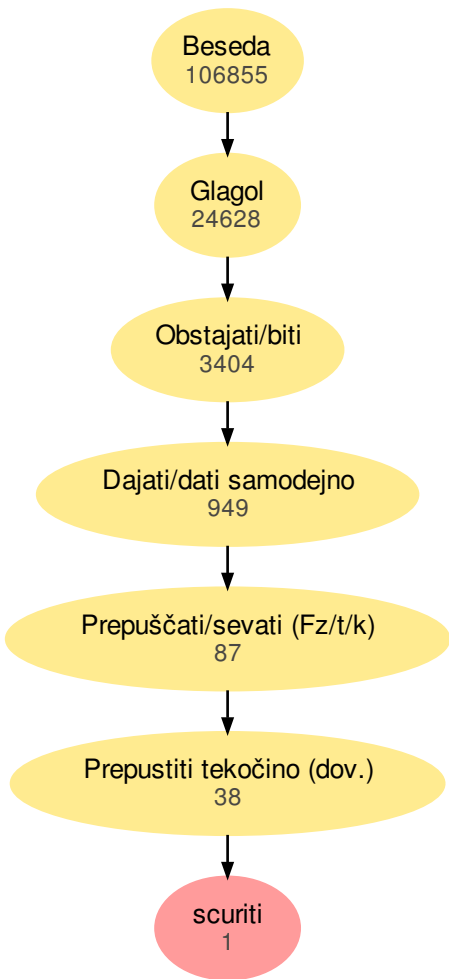 Beseda
106855
Glagol
24628
Obstajati/biti
3404
Dajati/dati samodejno
949
Prepuščati/sevati (Fz/t/k)
87
Prepustiti tekočino (dov.)
38
scuriti
1